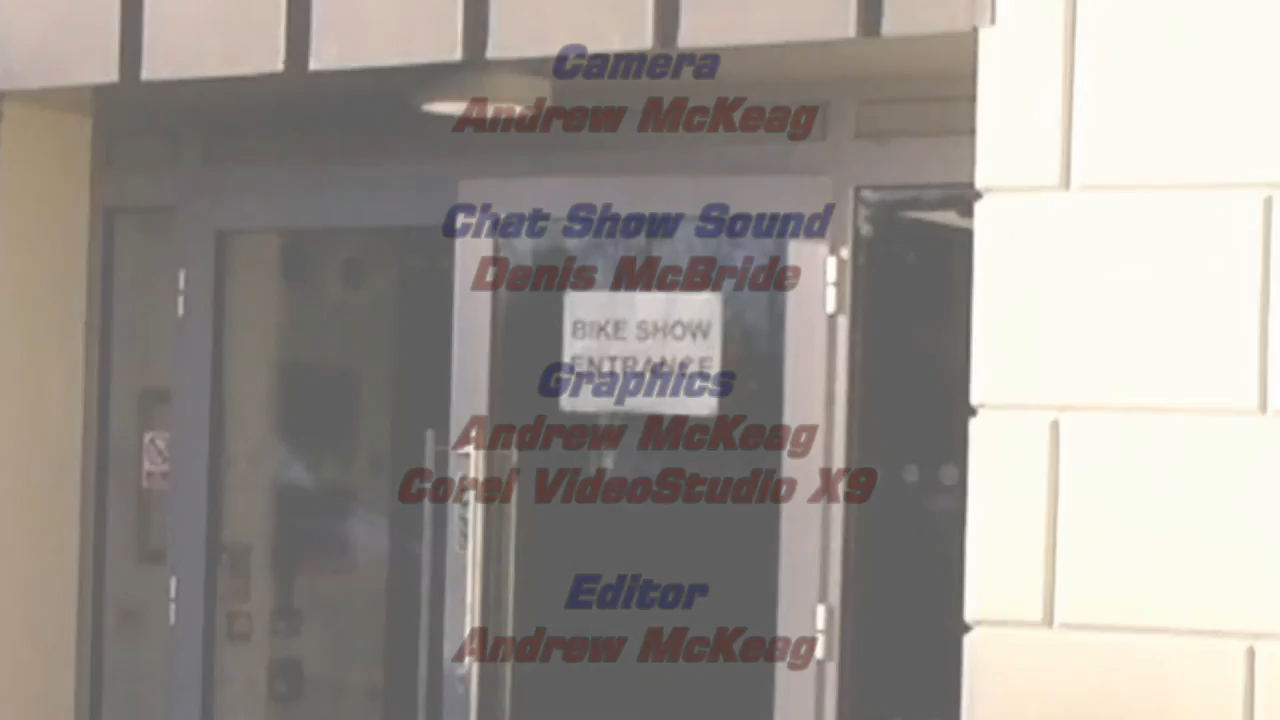 Camera
Andrew McKeag
Chat Show Sound
Denis McBride
BIKE SHOW
ENTRANCE
Graphics
Andrew McKeag
Corel VideoStudio X9
Editor
Andrew McKeag